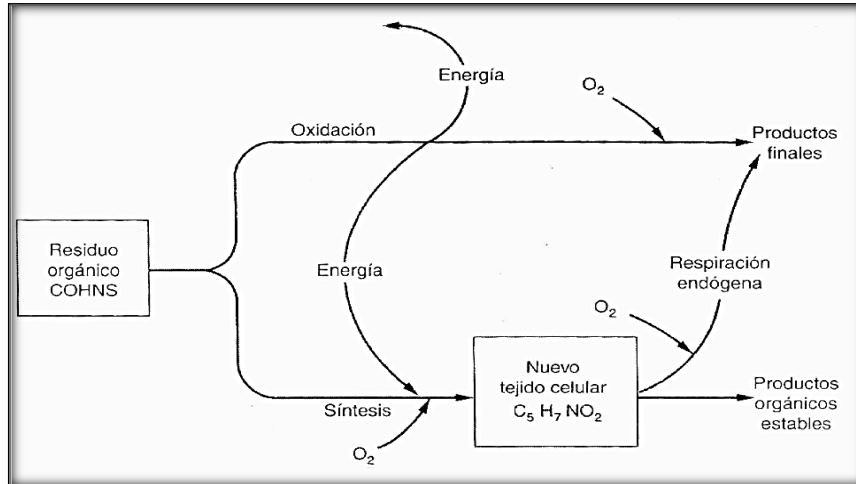 Energía
O2
Oxidación
Productos
finales
Residuo
orgánico
COHNS
Energía
Respiración
endógena
O2
Nuevo
tejido celular
C5 H7 NO2
Síntesis
O2
Productos
orgánicos
estables